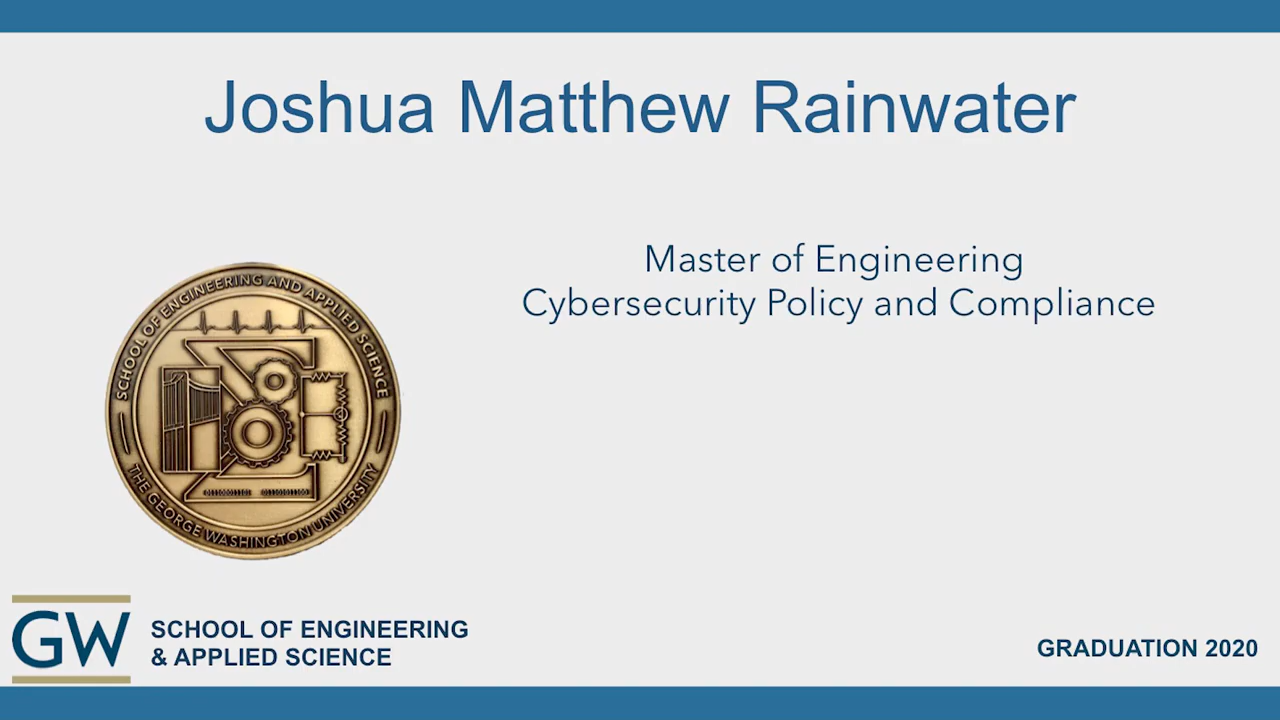 Joshua Matthew Rainwater
Master of Engineering
Cybersecurity Policy and Compliance
SCHOOL OF ENGINEERING AND APPLIED SCIENCE
THE GEORGE WASHINGTON UNIVERSITY
GW
SCHOOL OF ENGINEERING
& APPLIED SCIENCE
GRADUATION 2020